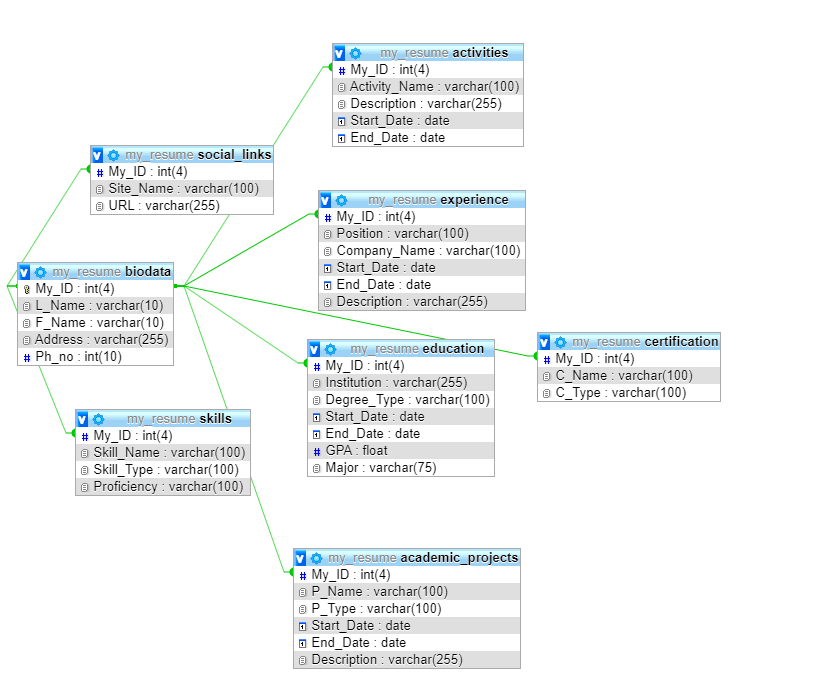 my_resume activities
# My_ID : int(4)
Activity_Name : varchar(100)
Description : varchar(255)
Start_Date : date
End_Date : date
my_resume social_links
# My_ID : int(4)
Site_Name : varchar(100)
URL : varchar(255)
my_resume experience
# My_ID : int(4)
Position : varchar(100)
Company_Name : varchar(100)
Start_Date : date
End_Date : date
Description : varchar(255)
my_resume biodata
My_ID : int(4)
L_Name : varchar(10)
F_Name : varchar(10)
Address : varchar(255)
# Ph_no : int(10)
my_resume education
# My_ID : int(4)
Institution : varchar(255)
Degree_Type : varchar(100)
Start_Date : date
End_Date : date
# GPA : float
Major : varchar(75)
my_resume certification
# My_ID : int(4)
C_Name : varchar(100)
C_Type : varchar(100)
my_resume skills
# My_ID : int(4)
Skill_Name : varchar(100)
Skill_Type : varchar(100)
Proficiency : varchar(100)
my_resume academic_projects
# My_ID : int(4)
P_Name : varchar(100)
P_Type : varchar(100)
Start_Date : date
End_Date : date
Description : varchar(255)